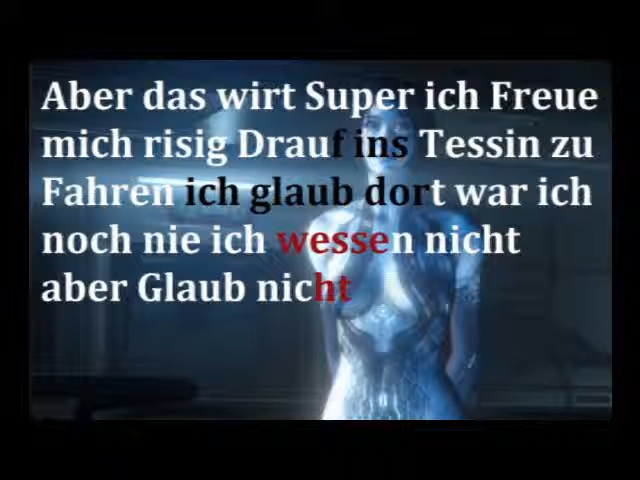 Aber das wirt Super ich Freue
mich risig Drauf ins Tessin zu
Fahren ich glaub dort war ich
noch nie ich wessen nicht
aber Glaub nicht